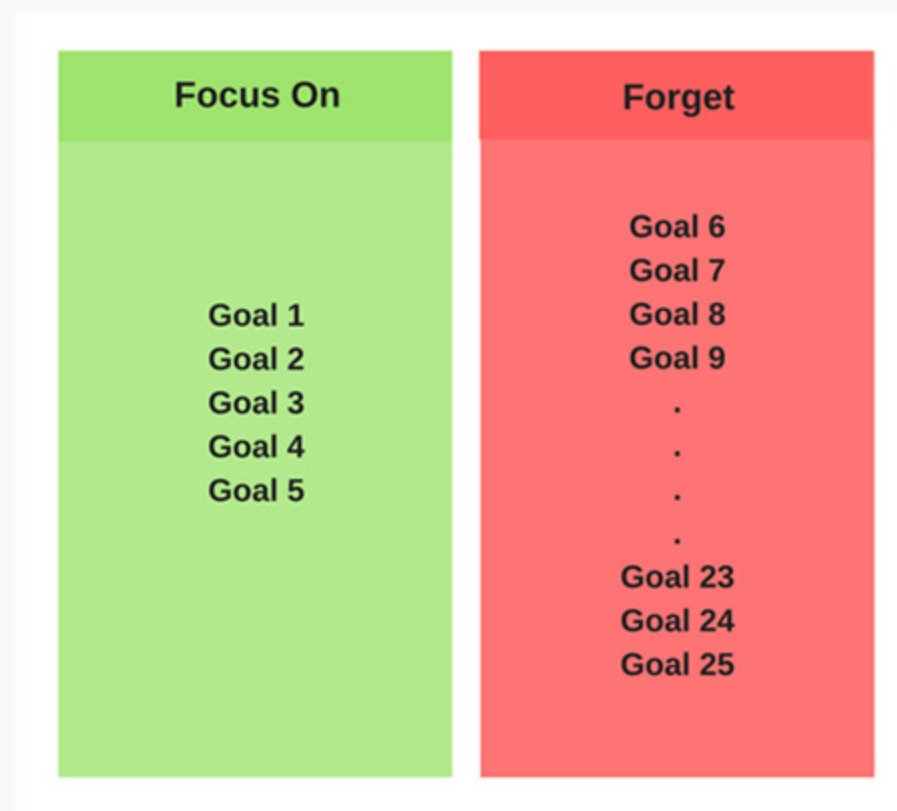 Focus On
Goal 1
Goal 2
Goal 3
Goal 4
Goal 5
Forget
Goal 6
Goal 7
Goal 8
Goal 9
.
.
.
.
Goal 23
Goal 24
Goal 25